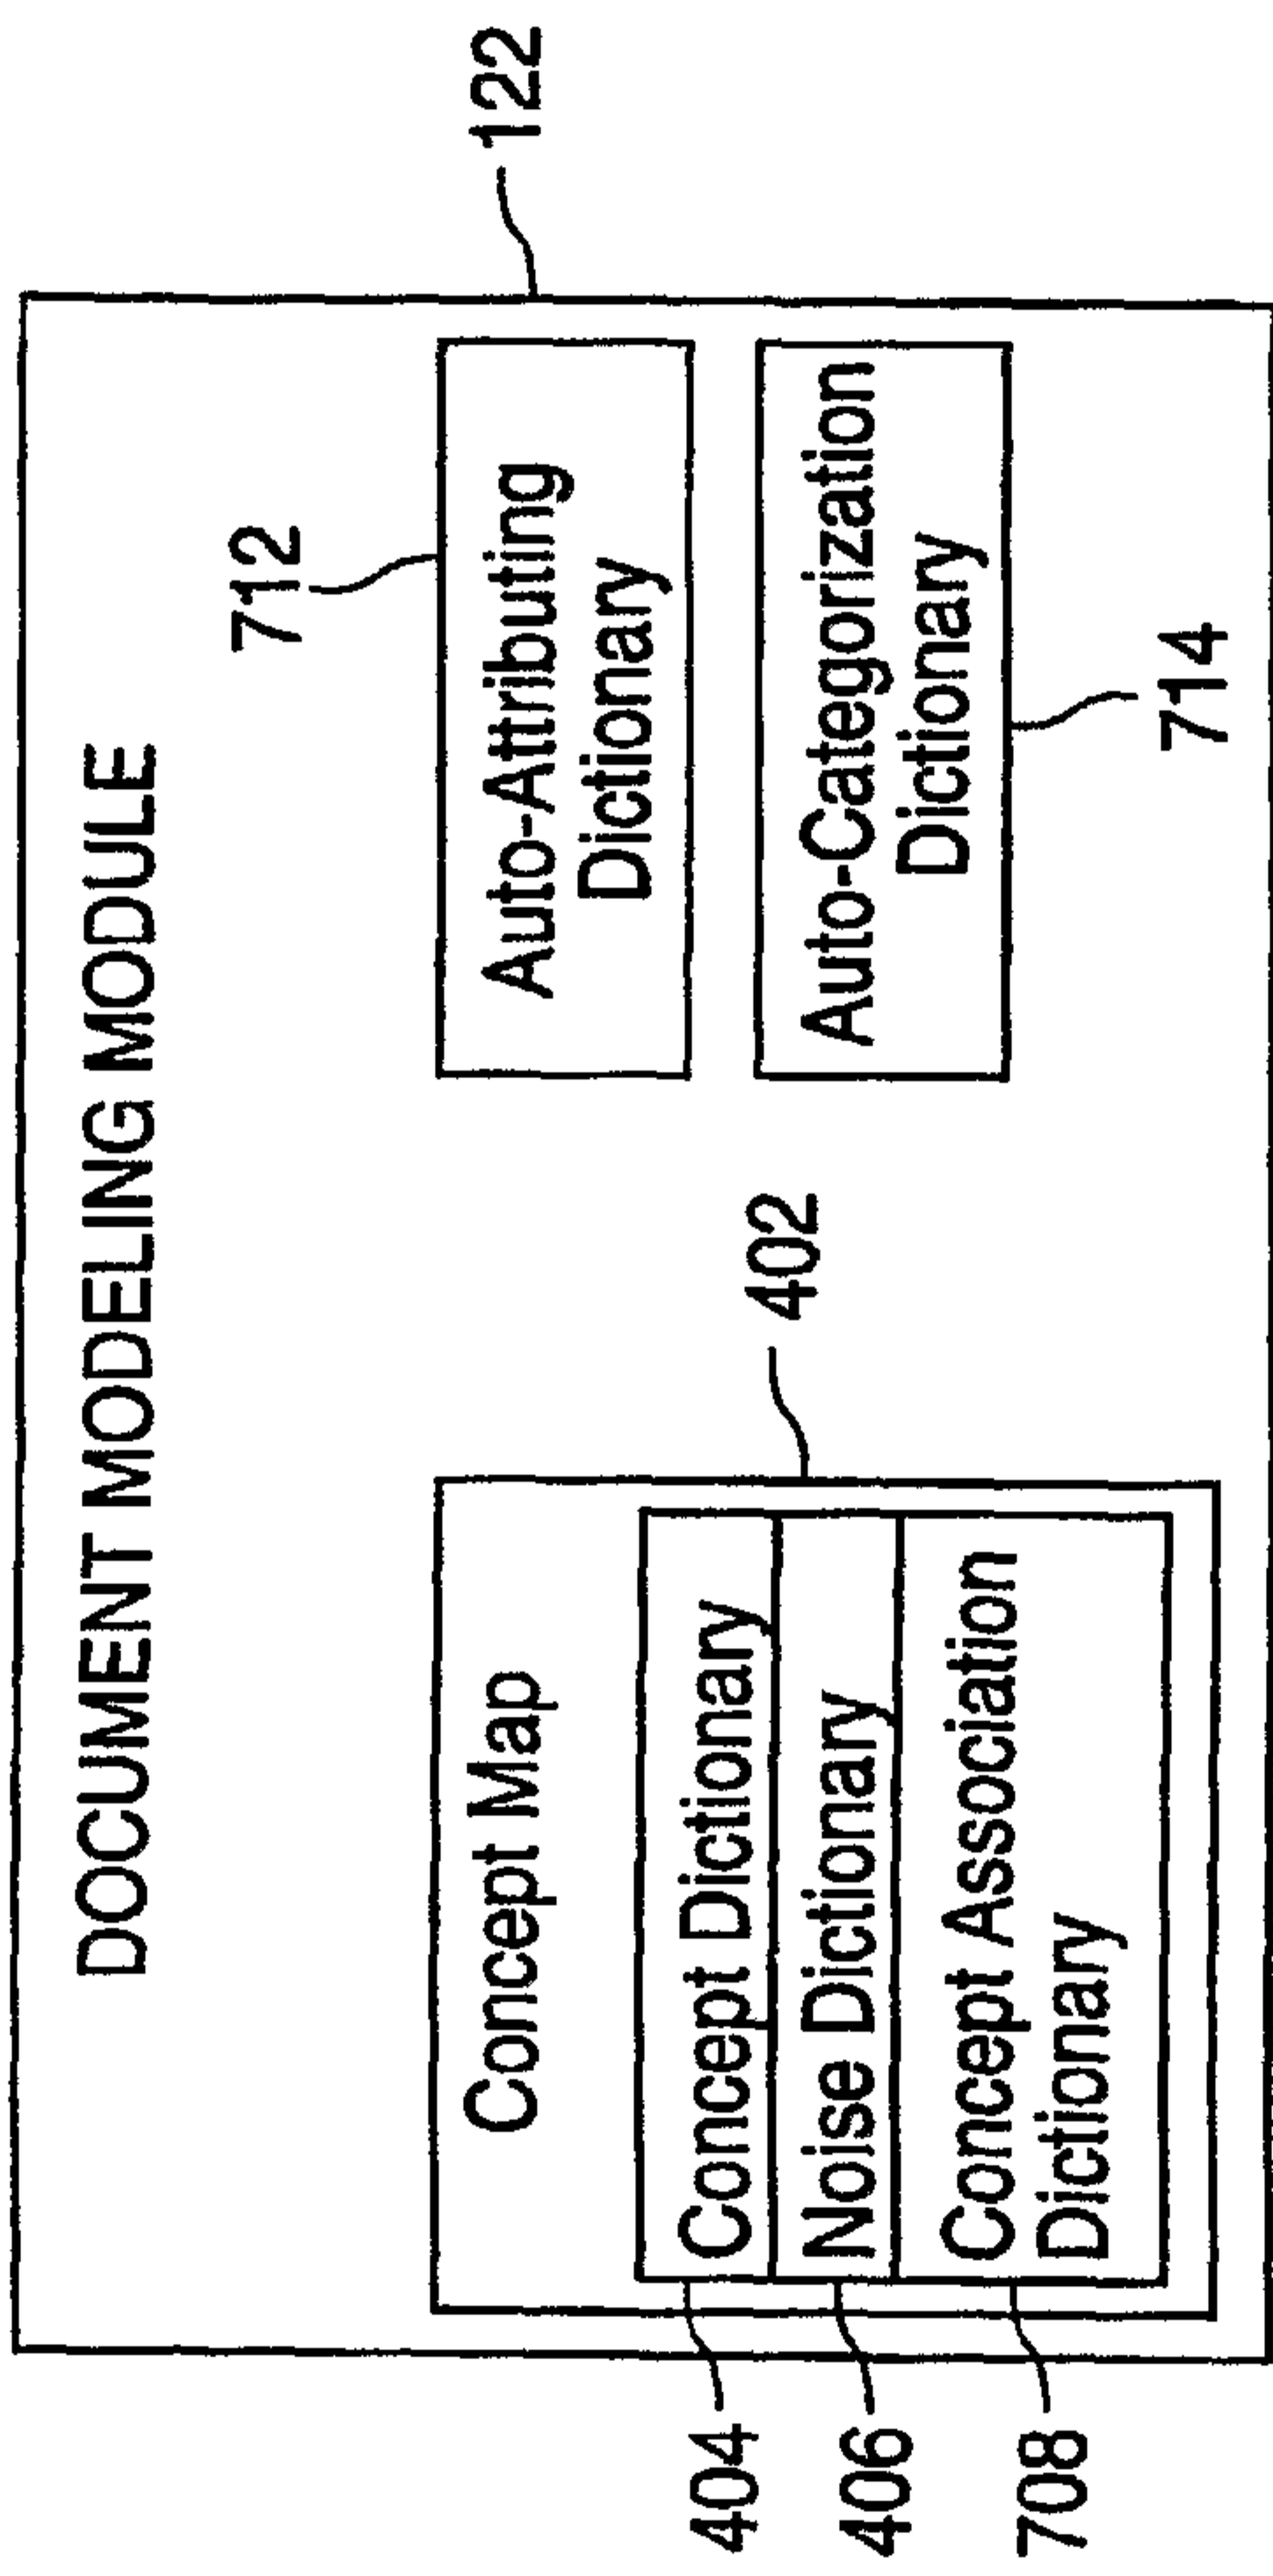 DOCUMENT MODELING MODULE
122
Concept Map
402
404
Concept Dictionary
406
Noise Dictionary
708
Concept Association
Dictionary
712
Auto-Attributing
Dictionary
Auto-Categorization
Dictionary
714